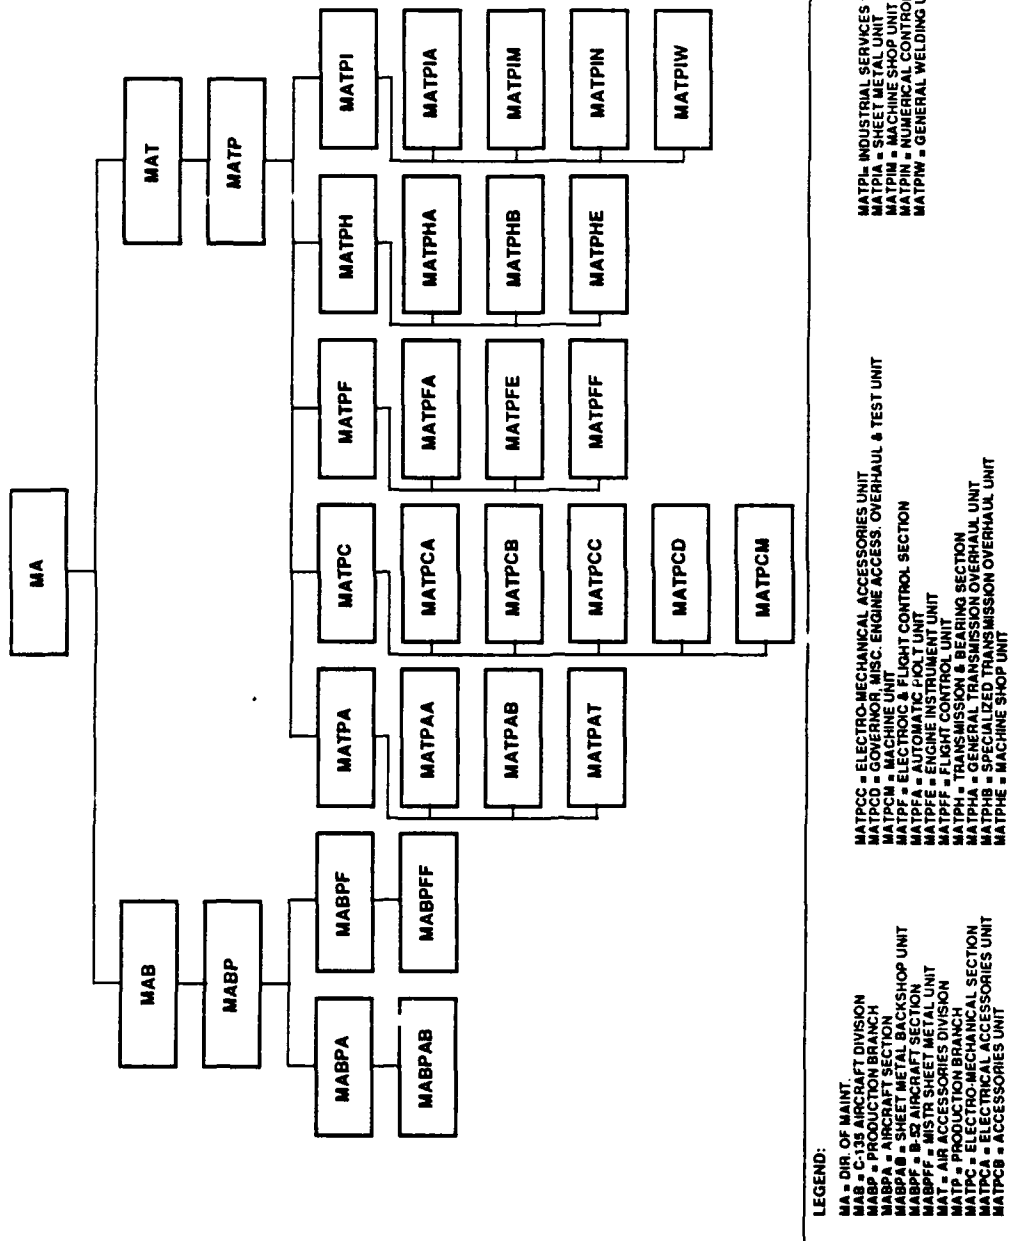 MA
MAB
MAT
MABP
MATP
MABPA
MABPF
MATPA
MATPC
MATPF
MATPH
MATPI
MABPAB
MABPFF
MATPAA
MATPCA
MATPFA
MATPHA
MATPIA
MATPAB
MATPCB
MATPFE
MATPHB
MATPIM
MATPAT
MATPCC
MATPFF
MATPHE
MATPIN
MATPCD
MATPIW
MATPCM
LEGEND:
MA = DIR. OF MAINT.
MAB = C-135 AIRCRAFT DIVISION
MABP = PRODUCTION BRANCH
MABPA = AIRCRAFT SECTION
MABPAB = SHEET METAL BACKSHOP UNIT
MABPF = B-52 AIRCRAFT SECTION
MABPFF = MISTR SHEET METAL UNIT
MAT = AIR ACCESSORIES DIVISION
MATP = PRODUCTION BRANCH
MATPC = ELECTRO-MECHANICAL SECTION
MATPCA = ELECTRICAL ACCESSORIES UNIT
MATPCB = ACCESSORIES UNIT
MATPCC = ELECTRO-MECHANICAL ACCESSORIES UNIT
MATPCD = GOVERNOR, MISC. ENGINE ACCESS. OVERHAUL & TEST UNIT
MATPCM = MACHINE UNIT
MATPF = ELECTROIC & FLIGHT CONTROL SECTION
MATPFA = AUTOMATIC PIOLT UNIT
MATPFE = ENGINE INSTRUMENT UNIT
MATPFF = FLIGHT CONTROL UNIT
MATPH = TRANSMISSION & BEARING SECTION
MATPHA = GENERAL TRANSMISSION OVERHAUL UNIT
MATPHB = SPECIALIZED TRANSMISSION OVERHAUL UNIT
MATPHE = MACHINE SHOP UNIT
MATPI = INDUSTRIAL SERVICES
MATPIA = SHEET METAL UNIT
MATPIM = MACHINE SHOP UNIT
MATPIN = NUMERICAL CONTRO
MATPIW = GENERAL WELDING U